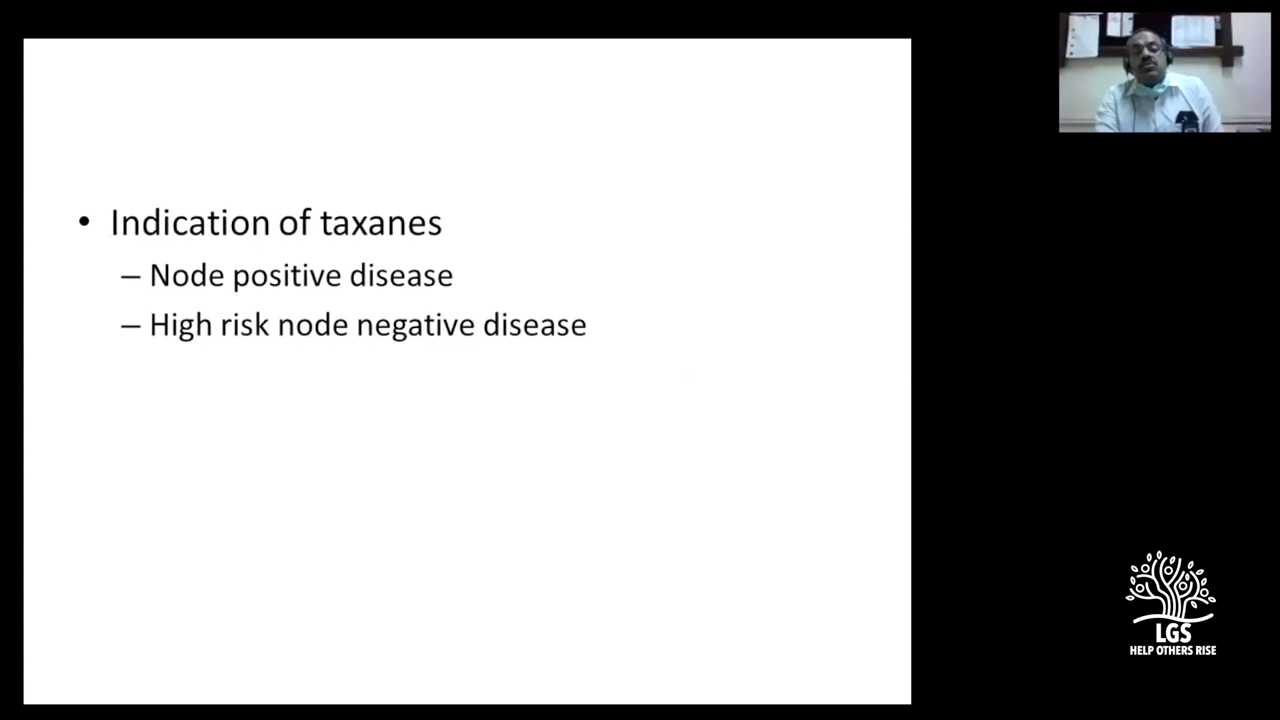 • Indication of taxanes
– Node positive disease
– High risk node negative disease
LGS
HELP OTHERS RISE